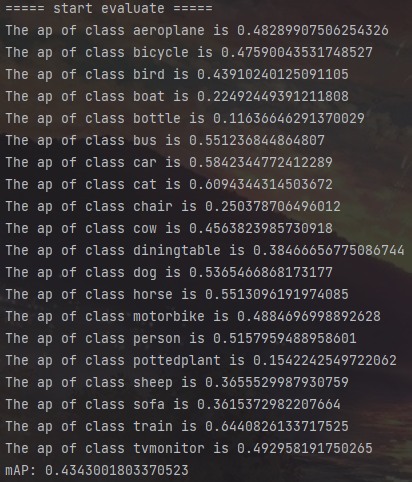 ===== start evaluate =====
The ap of class aeroplane is 0.48289907506254326
The ap of class bicycle is 0.47590043531748527
The ap of class bird is 0.43910240125091105
The ap of class boat is 0.22492449391211808
The ap of class bottle is 0.11636646291370029
The ap of class bus is 0.551236844864807
The ap of class car is 0.5842344772412289
The ap of class cat is 0.6094344314503672
The ap of class chair is 0.250378706496012
The ap of class cow is 0.4563823985730918
The ap of class diningtable is 0.38466656775086744
The ap of class dog is 0.5365466868173177
The ap of class horse is 0.5513096191974085
The ap of class motorbike is 0.4884696998892628
The ap of class person is 0.5157959488958601
The ap of class pottedplant is 0.1542242549722062
The ap of class sheep is 0.3655529987930759
The ap of class sofa is 0.3615372982207664
The ap of class train is 0.6440826133717525
The ap of class tvmonitor is 0.492958191750265
mAP: 0.4343001803370523